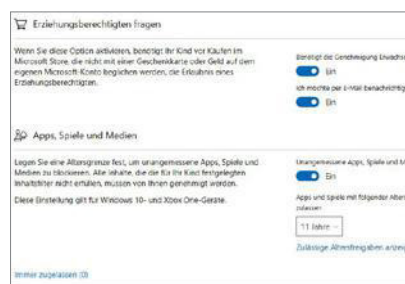 Erziehungsberechtigten fragen
Wenn Sie diese Option aktivieren, benötigt Ihr Kind vor Käufen im
Microsoft Store, die nicht mit einer Geschenkkarte oder Geld auf dem
eigenen Microsoft-Konto beglichen werden, die Erlaubnis eines
Erziehungsberechtigten.
Benötigt die Genehmigung Erwachse
Ein
Ich möchte per E-Mail benachrichtig
Ein
Apps, Spiele und Medien
Legen Sie eine Altersgrenze fest, um unangemessene Apps, Spiele und
Medien zu blockieren. Alle Inhalte, die die für Ihr Kind festgelegten
Inhaltsfilter nicht erfüllen, müssen von Ihnen genehmigt werden.
Diese Einstellung gilt für Windows 10- und Xbox One-Geräte.
Unangemessene Apps, Spiele und M
Ein
Apps und Spiele mit folgender Alters
zulassen
11 Jahre
Zulässige Altersfreigaben anzeig
Immer zugelassen (0)